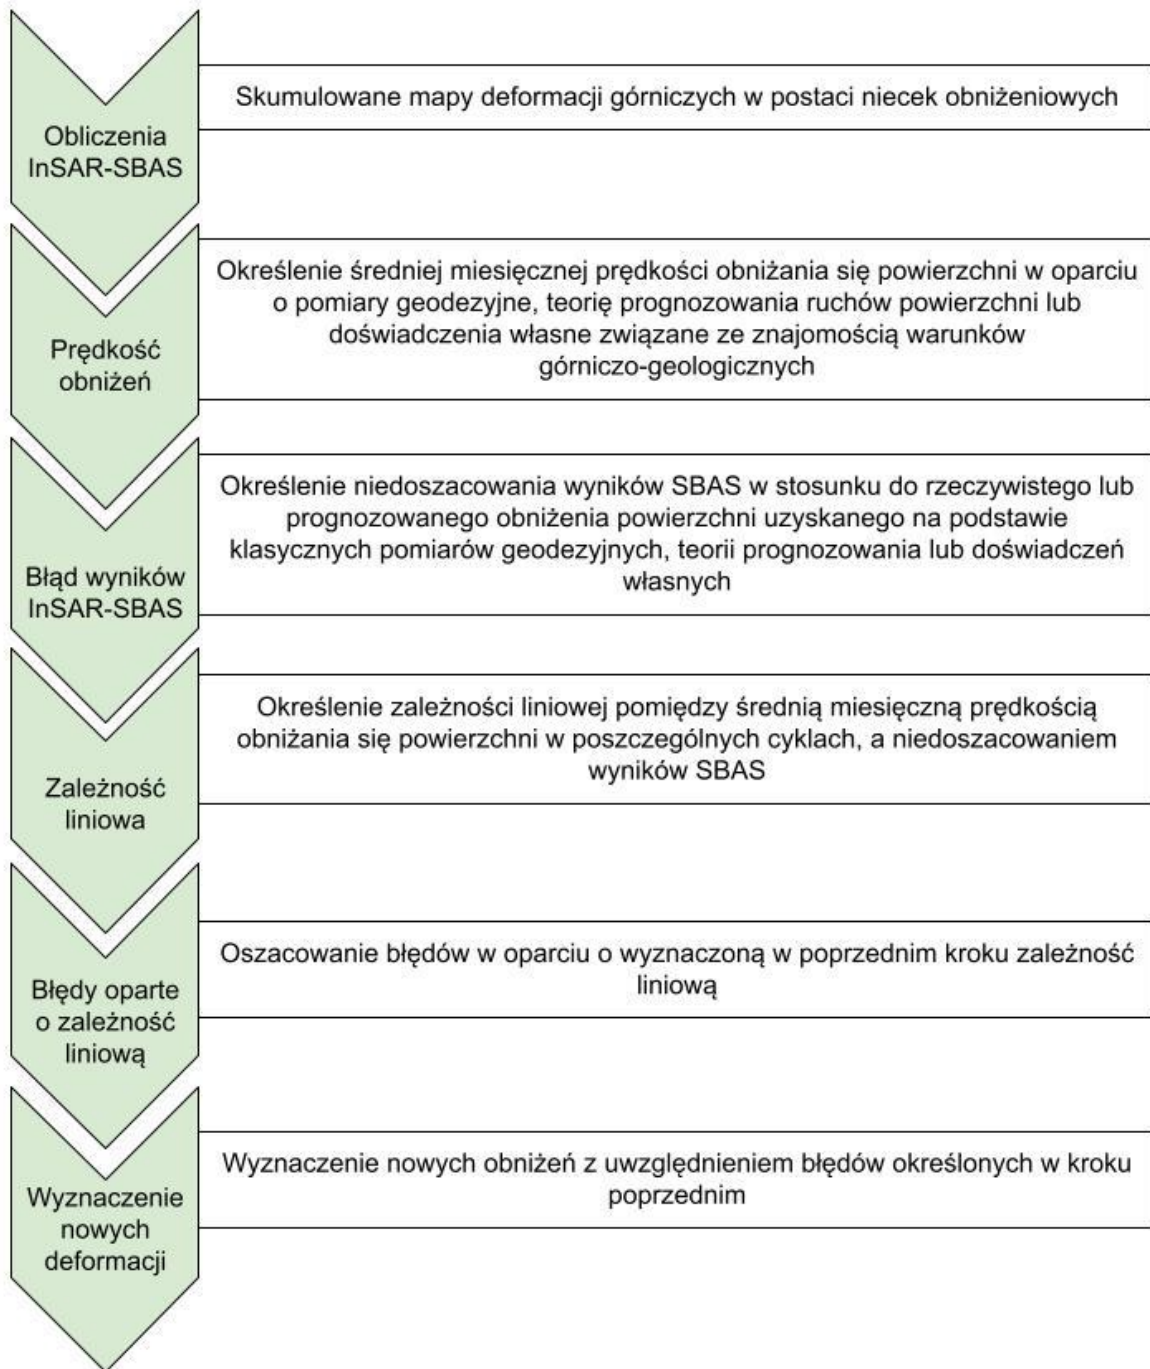 Obliczenia
InSAR-SBAS
Skumulowane mapy deformacji górniczych w postaci niecek obniżeniowych
Prędkość
obniżeń
Określenie średniej miesięcznej prędkości obniżania się powierzchni w oparciu
o pomiary geodezyjne, teorię prognozowania ruchów powierzchni lub
doświadczenia własne związane ze znajomością warunków
górniczo-geologicznych
Błąd wyników
InSAR-SBAS
Określenie niedoszacowania wyników SBAS w stosunku do rzeczywistego lub
prognozowanego obniżenia powierzchni uzyskanego na podstawie
klasycznych pomiarów geodezyjnych, teorii prognozowania lub doświadczeń
własnych
Zależność
liniowa
Określenie zależności liniowej pomiędzy średnią miesięczną prędkością
obniżania się powierzchni w poszczególnych cyklach, a niedoszacowaniem
wyników SBAS
Błędy oparte
o zależność
liniową
Oszacowanie błędów w oparciu o wyznaczoną w poprzednim kroku zależność
liniową
Wyznaczenie
nowych
deformacji
Wyznaczenie nowych obniżeń z uwzględnieniem błędów określonych w kroku
poprzednim